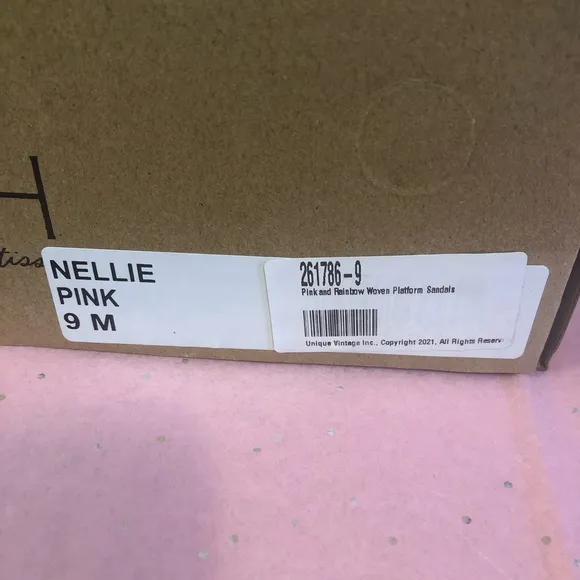 H
tiss
NELLIE
PINK
9 M
261786-9
Pink and Rainbow Woven Platform Sandals
Unique Vintage Inc., Copyright 2021, All Rights Reserv